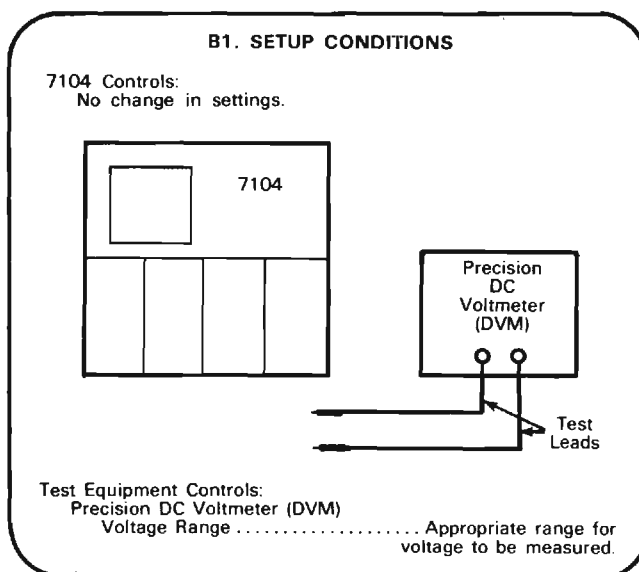 B1. SETUP CONDITIONS
7104 Controls:
No change in settings.
7104
Precision
DC
Voltmeter
(DVM)
Test
Leads
Test Equipment Controls:
Precision DC Voltmeter (DVM)
Voltage Range .................... Appropriate range for
voltage to be measured.